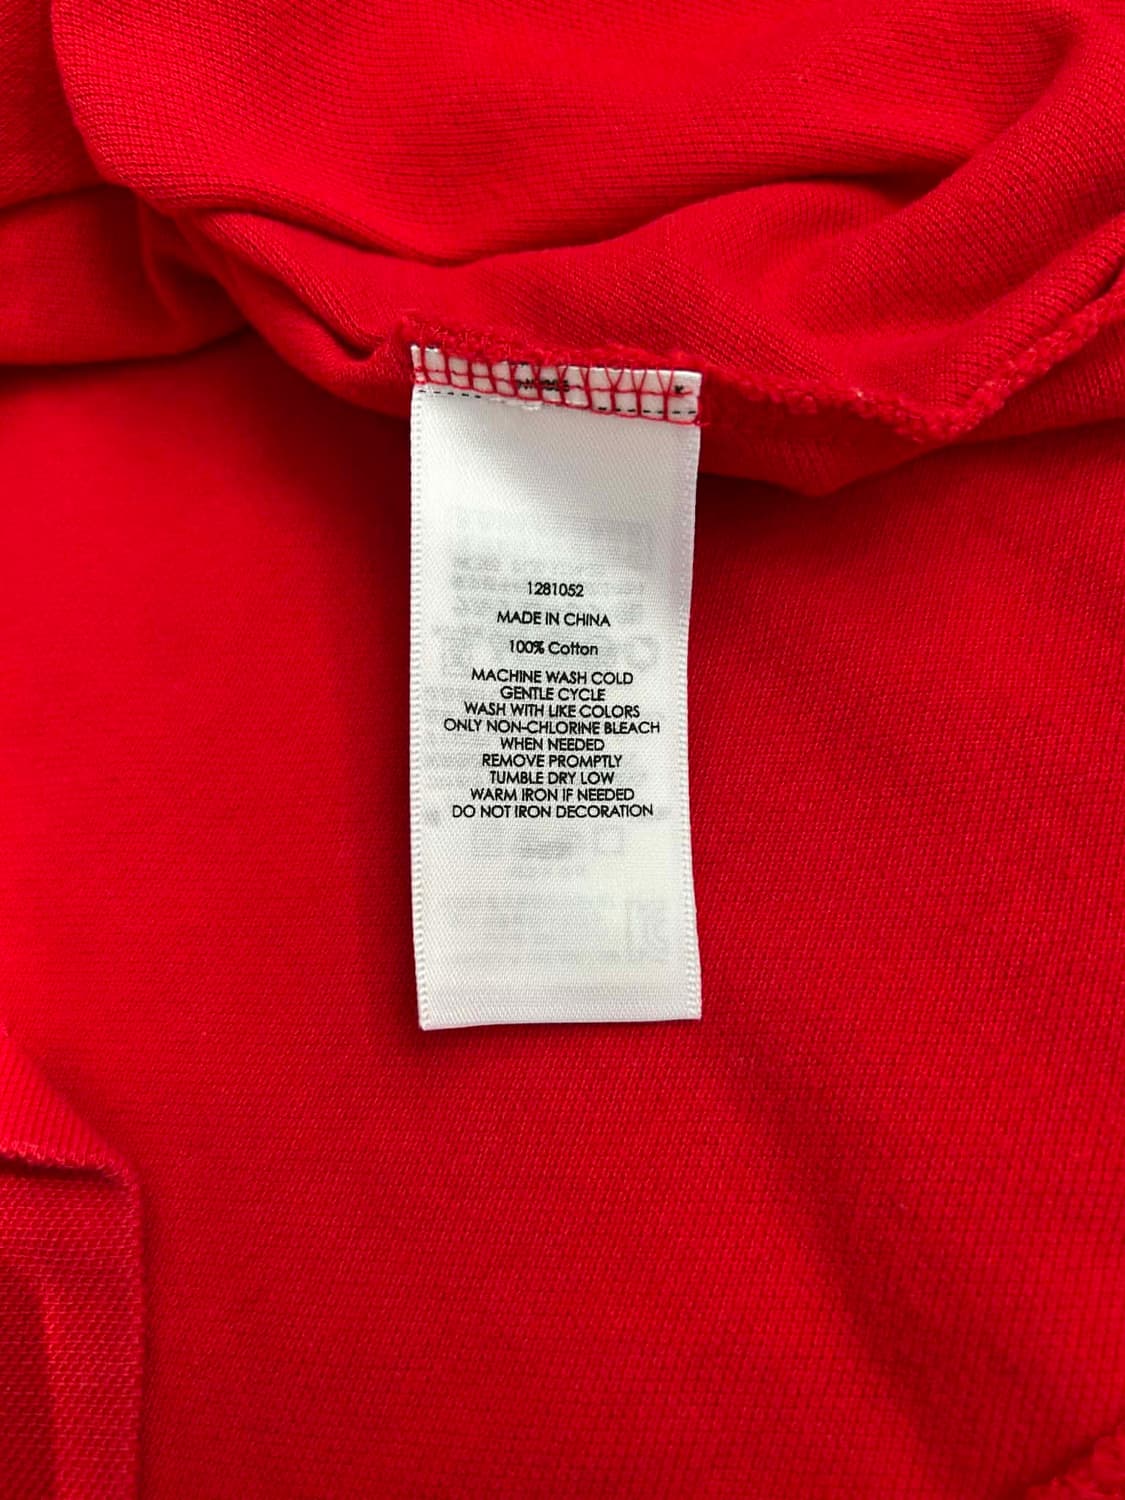 1281052
MADE IN CHINA
100% Cotton
MACHINE WASH COLD
GENTLE CYCLE
WASH WITH LIKE COLORS
ONLY NON-CHLORINE BLEACH
WHEN NEEDED
REMOVE PROMPTLY
TUMBLE DRY LOW
WARM IRON IF NEEDED
DO NOT IRON DECORATION